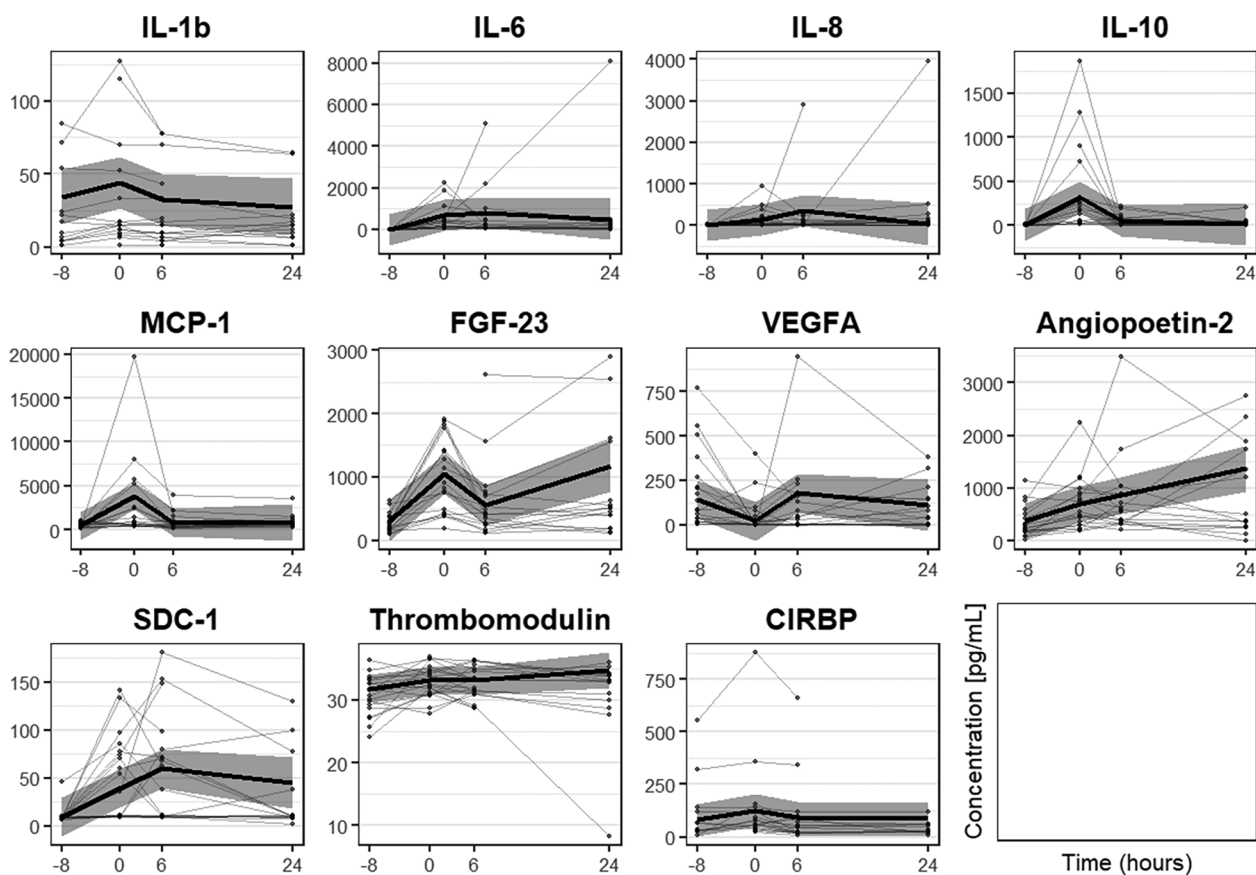 IL-1b IL-6 IL-8 IL-10
100
50
0
-8 0 6 24
8000
6000
4000
2000
0
-8 0 6 24
4000
3000
2000
1000
0
-8 0 6 24
1500
1000
500
0
-8 0 6 24
MCP-1 FGF-23 VEGFA Angiopoetin-2
20000
15000
10000
5000
0
-8 0 6 24
3000
2000
1000
0
-8 0 6 24
750
500
250
0
-8 0 6 24
3000
2000
1000
0
-8 0 6 24
SDC-1 Thrombomodulin CIRBP
150
100
50
0
-8 0 6 24
30
20
10
-8 0 6 24
750
500
250
0
-8 0 6 24
Concentration [pg/mL]
Time (hours)